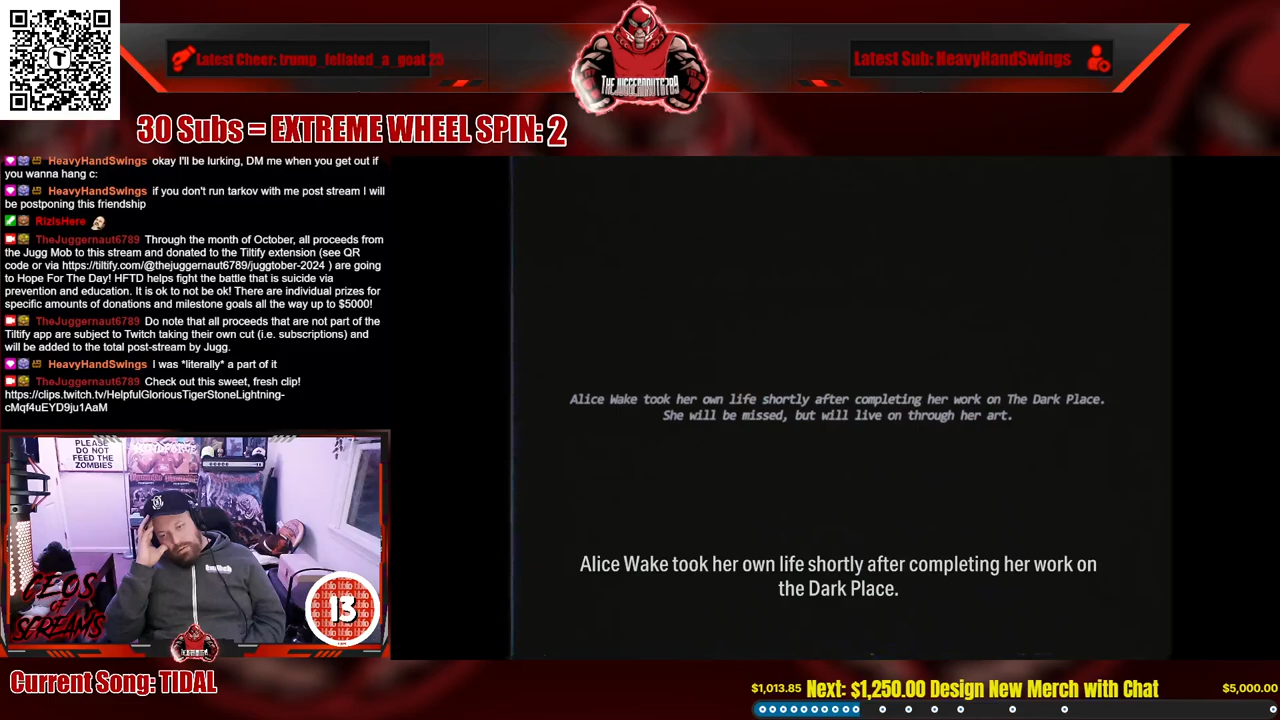 Latest Cheer: trump_fellated_a_goat 25
THEJUGGERNAUT6789
Latest Sub: HeavyHandSwings
30 Subs = EXTREME WHEEL SPIN: 2
HeavyHandSwings okay I'll be lurking, DM me when you get out if
you wanna hang c:
HeavyHandSwings if you don't run tarkov with me post stream I will
be postponing this friendship
RizIsHere
TheJuggernaut6789 Through the month of October, all proceeds from
the Jugg Mob to this stream and donated to the Tiltify extension (see QR
code or via https://tiltify.com/@thejuggernaut6789/juggtober-2024 ) are going
to Hope For The Day! HFTD helps fight the battle that is suicide via
prevention and education. It is ok to not be ok! There are individual prizes for
specific amounts of donations and milestone goals all the way up to $5000!
TheJuggernaut6789 Do note that all proceeds that are not part of the
Tiltify app are subject to Twitch taking their own cut (i.e. subscriptions) and
will be added to the total post-stream by Jugg.
HeavyHandSwings I was *literally* a part of it
TheJuggernaut6789 Check out this sweet, fresh clip!
https://clips.twitch.tv/HelpfulGloriousTigerStoneLightning-
cMqf4uEYD9ju1AaM
Alice Wake took her own life shortly after completing her work on The Dark Place.
She will be missed, but will live on through her art.
Alice Wake took her own life shortly after completing her work on
the Dark Place.
PLEASE
DO NOT
FEED THE
ZOMBIES
GEOS
OF
SCREAMS
13
Current Song: TIDAL
$1,013.85 Next: $1,250.00 Design New Merch with Chat $5,000.00